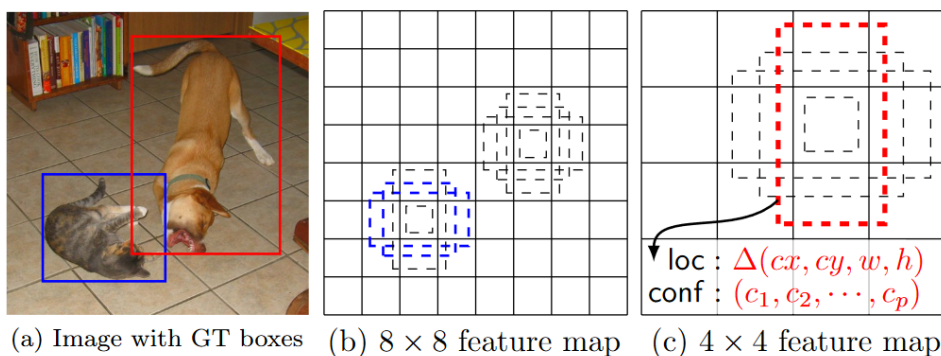 loc : Δ(cx, cy, w, h)
conf : (c₁, c₂, ⋯, cₚ)
(a) Image with GT boxes
(b) 8 × 8 feature map
(c) 4 × 4 feature map